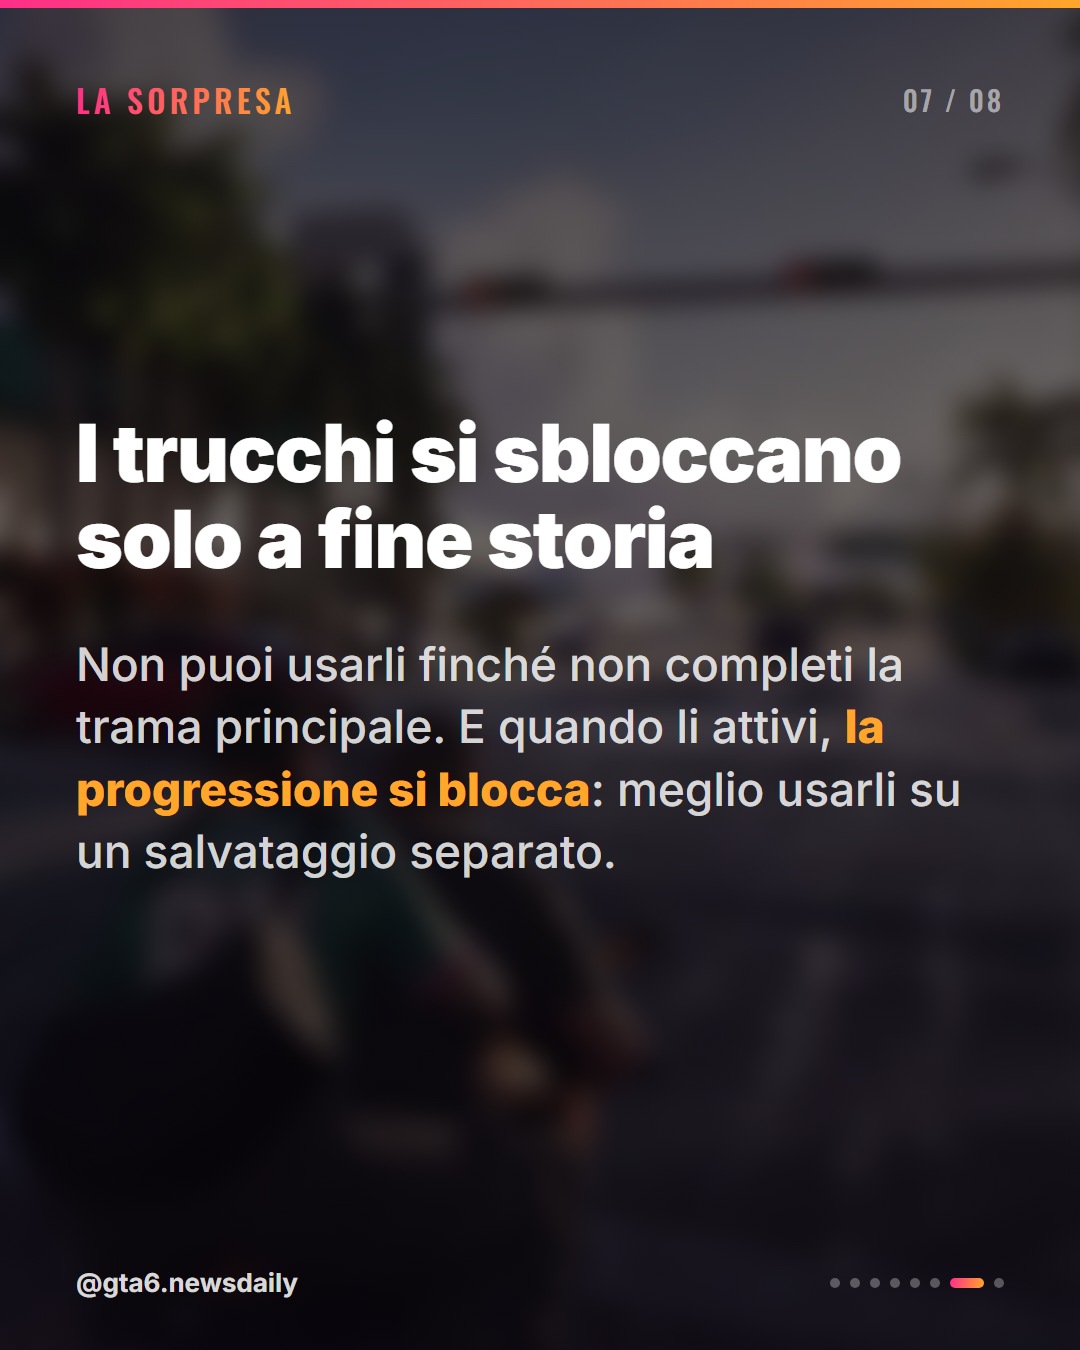 LA SORPRESA
07 / 08
I trucchi si sbloccano
solo a fine storia
Non puoi usarli finché non completi la
trama principale. E quando li attivi, la
progressione si blocca: meglio usarli su
un salvataggio separato.
@gta6.newsdaily